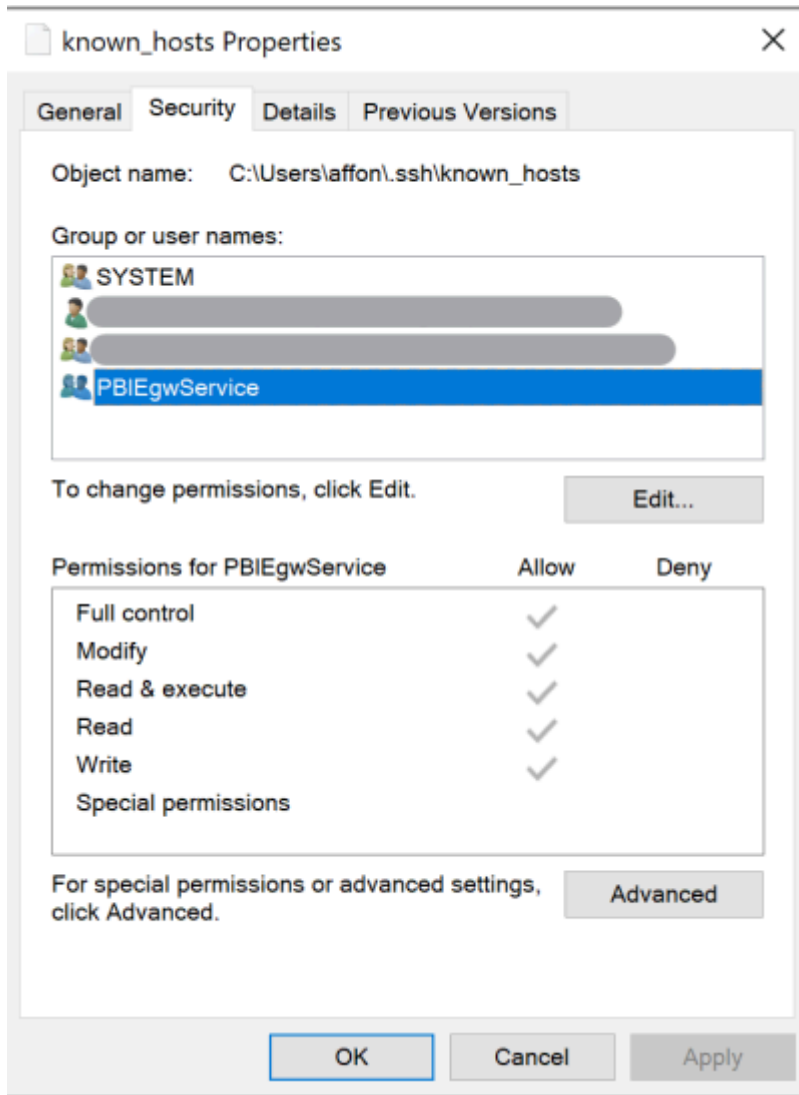 known_hosts Properties
General Security Details Previous Versions
Object name: C:\Users\affon\.ssh\known_hosts
Group or user names:
SYSTEM
PBIEgwService
To change permissions, click Edit.
Edit...
Permissions for PBIEgwService Allow Deny
Full control
Modify
Read & execute
Read
Write
Special permissions
For special permissions or advanced settings,
click Advanced.
Advanced
OK Cancel Apply